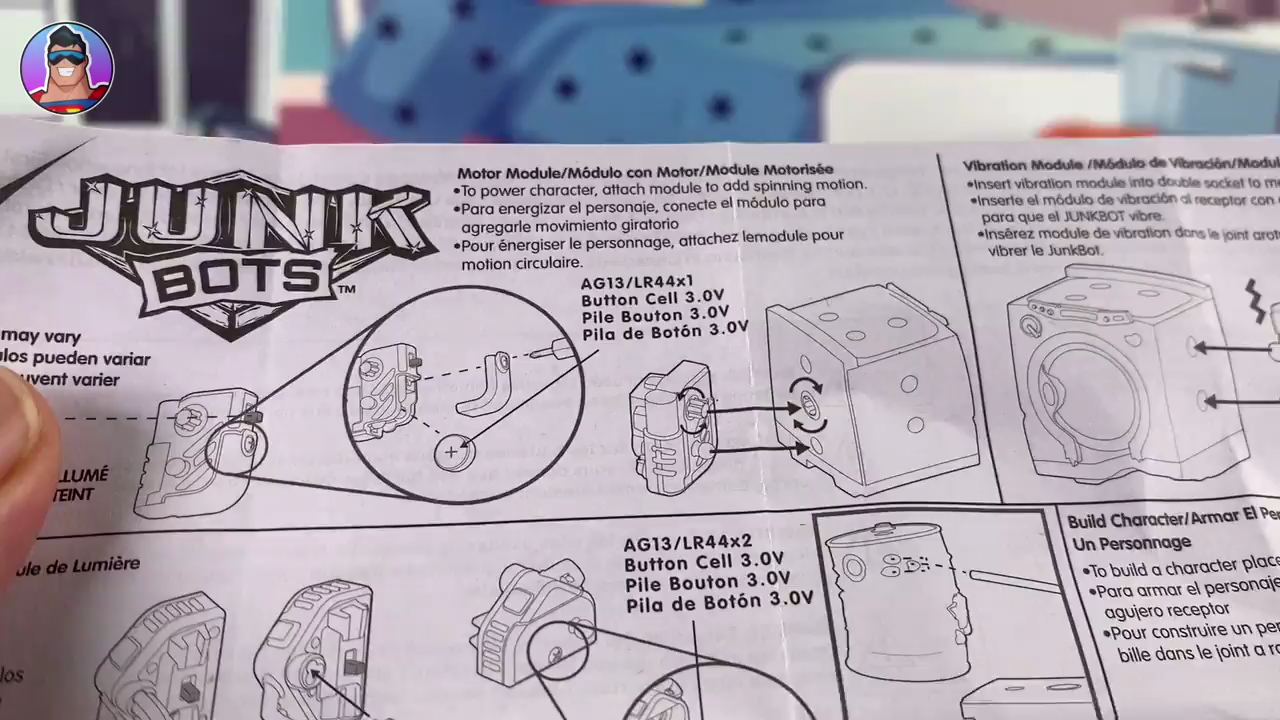 JUNK
BOTS™
may vary
los pueden variar
uvent varier
LLUMÉ
TEINT
Motor Module/Módulo con Motor/Module Motorisée
•To power character, attach module to add spinning motion.
•Para energizar el personaje, conecte el módulo para
agregarle movimiento giratorio
•Pour énergiser le personnage, attachez lemodule pour
motion circulaire.
AG13/LR44x1
Button Cell 3.0V
Pile Bouton 3.0V
Pila de Botón 3.0V
Vibration Module /Módulo de Vibración/Modul
•Insert vibration module into double socket to m
•Inserte el módulo de vibración al receptor con
para que el JUNKBOT vibre.
•Insérez module de vibration dans le joint
vibrer le JunkBot.
ule de Lumière
los
AG13/LR44x2
Button Cell 3.0V
Pile Bouton 3.0V
Pila de Botón 3.0V
Build Character/Armar El Pe
Un Personnage
•To build a character place
•Para armar el personaje
agujero receptor
•Pour construire un per
bille dans le joint a ro